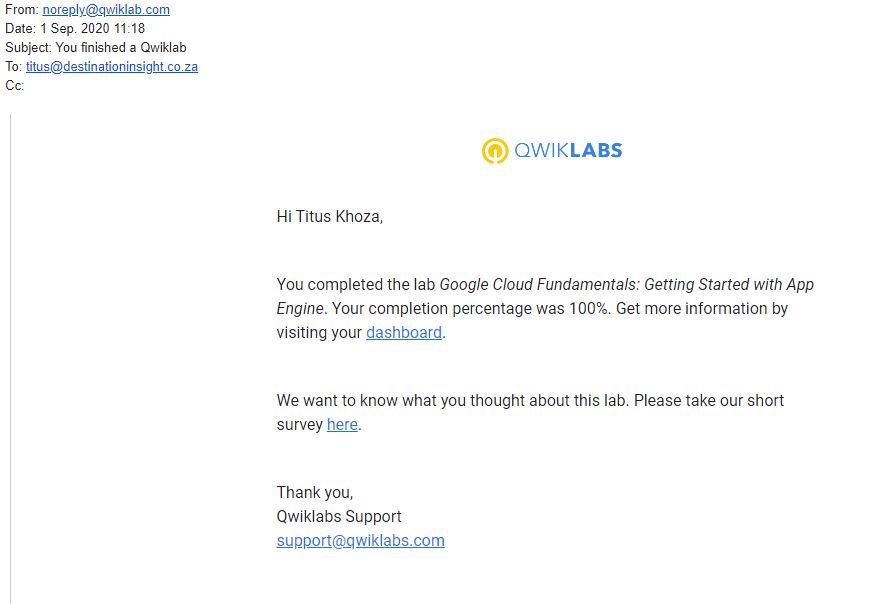 From: noreply@qwiklab.com
Date: 1 Sep. 2020 11:18
Subject: You finished a Qwiklab
To: titus@destinationinsight.co.za
Cc:
QWIKLABS
Hi Titus Khoza,
You completed the lab Google Cloud Fundamentals: Getting Started with App
Engine. Your completion percentage was 100%. Get more information by
visiting your dashboard.
We want to know what you thought about this lab. Please take our short
survey here.
Thank you,
Qwiklabs Support
support@qwiklabs.com